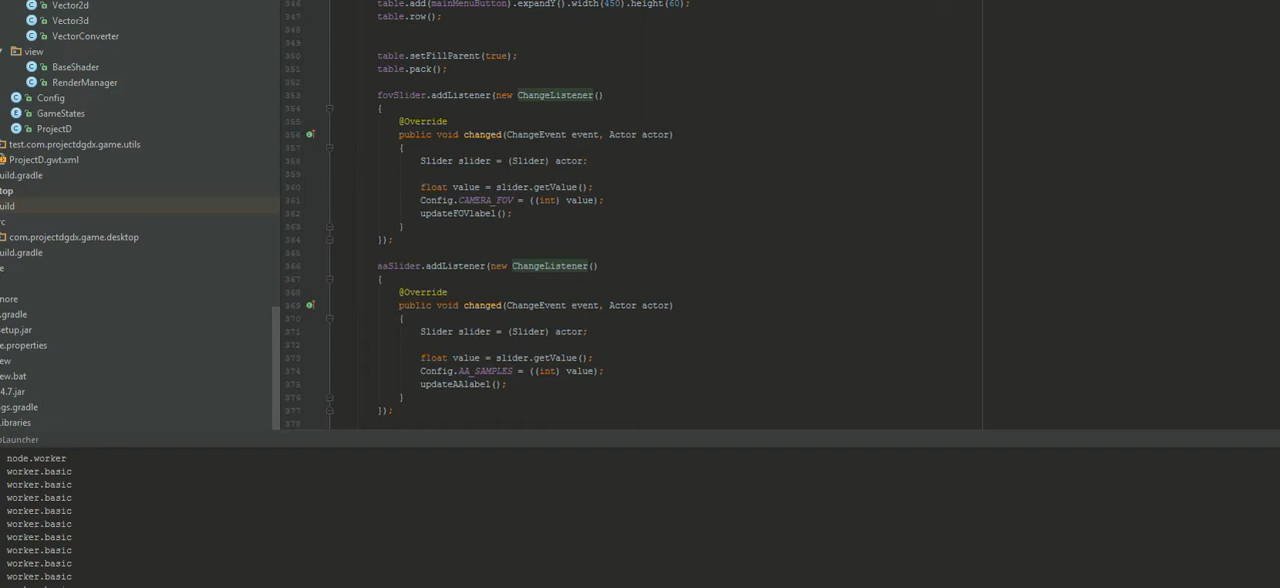 Vector2d
Vector3d
VectorConverter
view
BaseShader
RenderManager
Config
GameStates
ProjectD
test.com.projectdgdx.game.utils
ProjectD.gwt.xml
uild.gradle
top
uild
rc
com.projectdgdx.game.desktop
uild.gradle
e
nore
.gradle
setup.jar
e.properties
ew
ew.bat
4.7.jar
gs.gradle
Libraries
346 table.add(mainMenuButton).expandY().width(450).height(60);
347 table.row();
348
349
350 table.setFillParent(true);
351 table.pack();
352
353 fovSlider.addListener(new ChangeListener()
354 {
355 @Override
356 public void changed(ChangeEvent event, Actor actor)
357 {
358 Slider slider = (Slider) actor;
359
360 float value = slider.getValue();
361 Config.CAMERA_FOV = ((int) value);
362 updateFOVlabel();
363 }
364 });
365
366 aaSlider.addListener(new ChangeListener()
367 {
368 @Override
369 public void changed(ChangeEvent event, Actor actor)
370 {
371 Slider slider = (Slider) actor;
372
373 float value = slider.getValue();
374 Config.AA_SAMPLES = ((int) value);
375 updateAAlabel();
376 }
377 });
378
pLauncher
node.worker
worker.basic
worker.basic
worker.basic
worker.basic
worker.basic
worker.basic
worker.basic
worker.basic
worker.basic